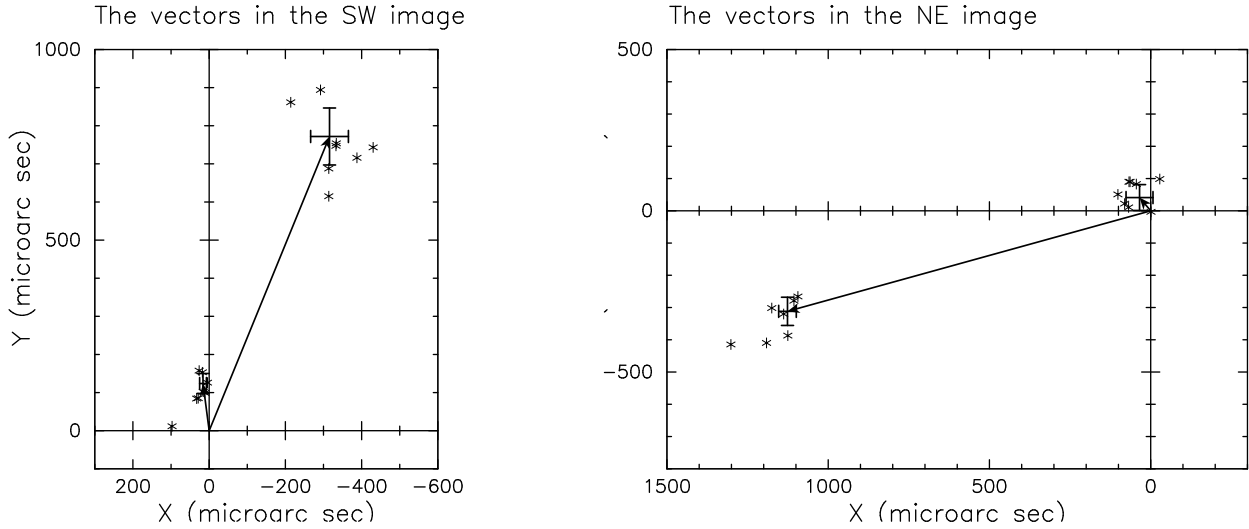 The vectors in the SW image
1000
500
0
Y (microarc sec)
200 0 −200 −400 −600
X (microarc sec)
The vectors in the NE image
500
0
−500
1500 1000 500 0
X (microarc sec)